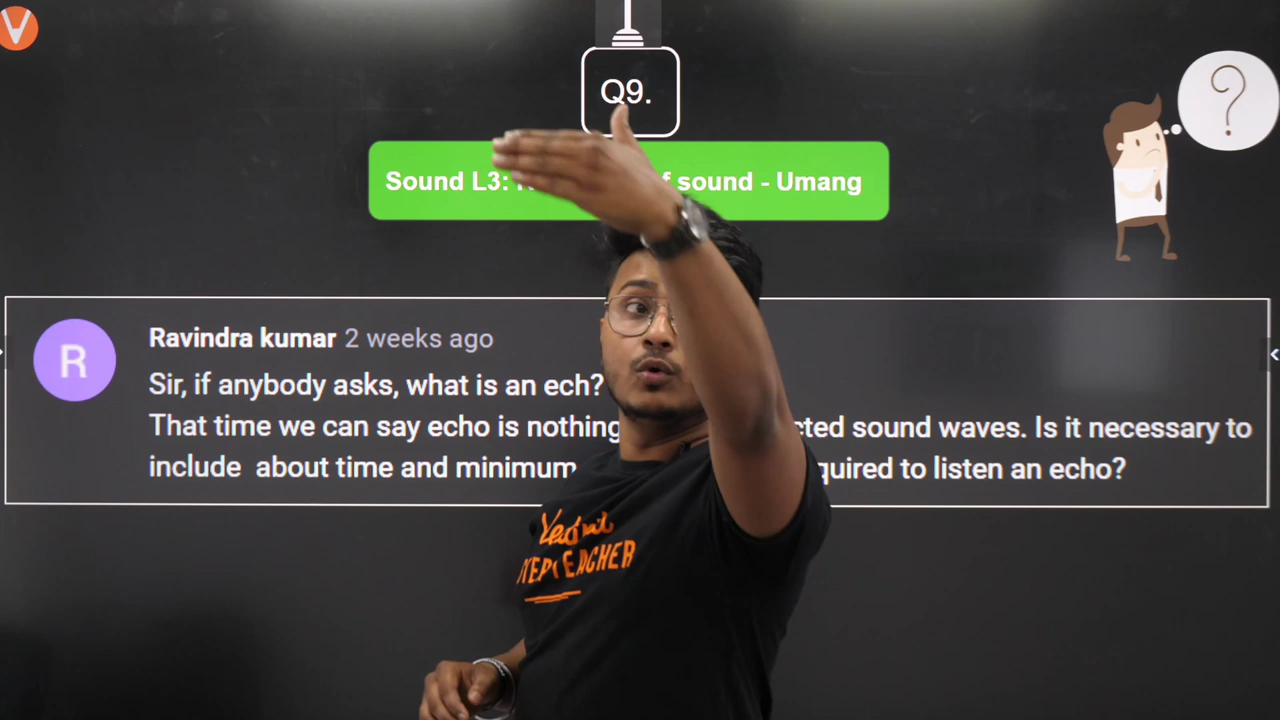 V
Q9.
?
Sound L3: sound - Umang
R
Ravindra kumar 2 weeks ago
Sir, if anybody asks, what is an ech?
That time we can say echo is nothing sound waves. Is it necessary to
include about time and minimum to listen an echo?